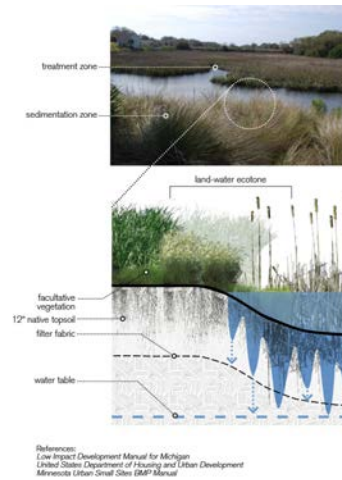 treatment zone
sedimentation zone
land-water ecotone
facultative
vegetation
12" native topsoil
filter fabric
water table
References:
Low Impact Development Manual for Michigan
United States Department of Housing and Urban Development
Minnesota Urban Small Sites BMP Manual